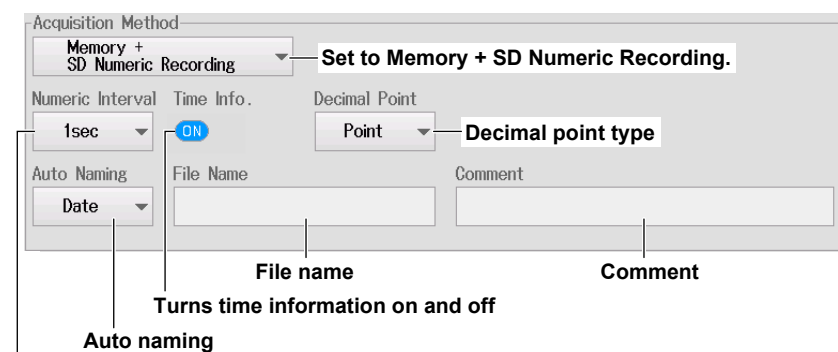 Acquisition Method
Memory +
SD Numeric Recording
Set to Memory + SD Numeric Recording.
Numeric Interval Time Info. Decimal Point
1sec ON Point Decimal point type
Auto Naming File Name Comment
Date
File name Comment
Turns time information on and off
Auto naming